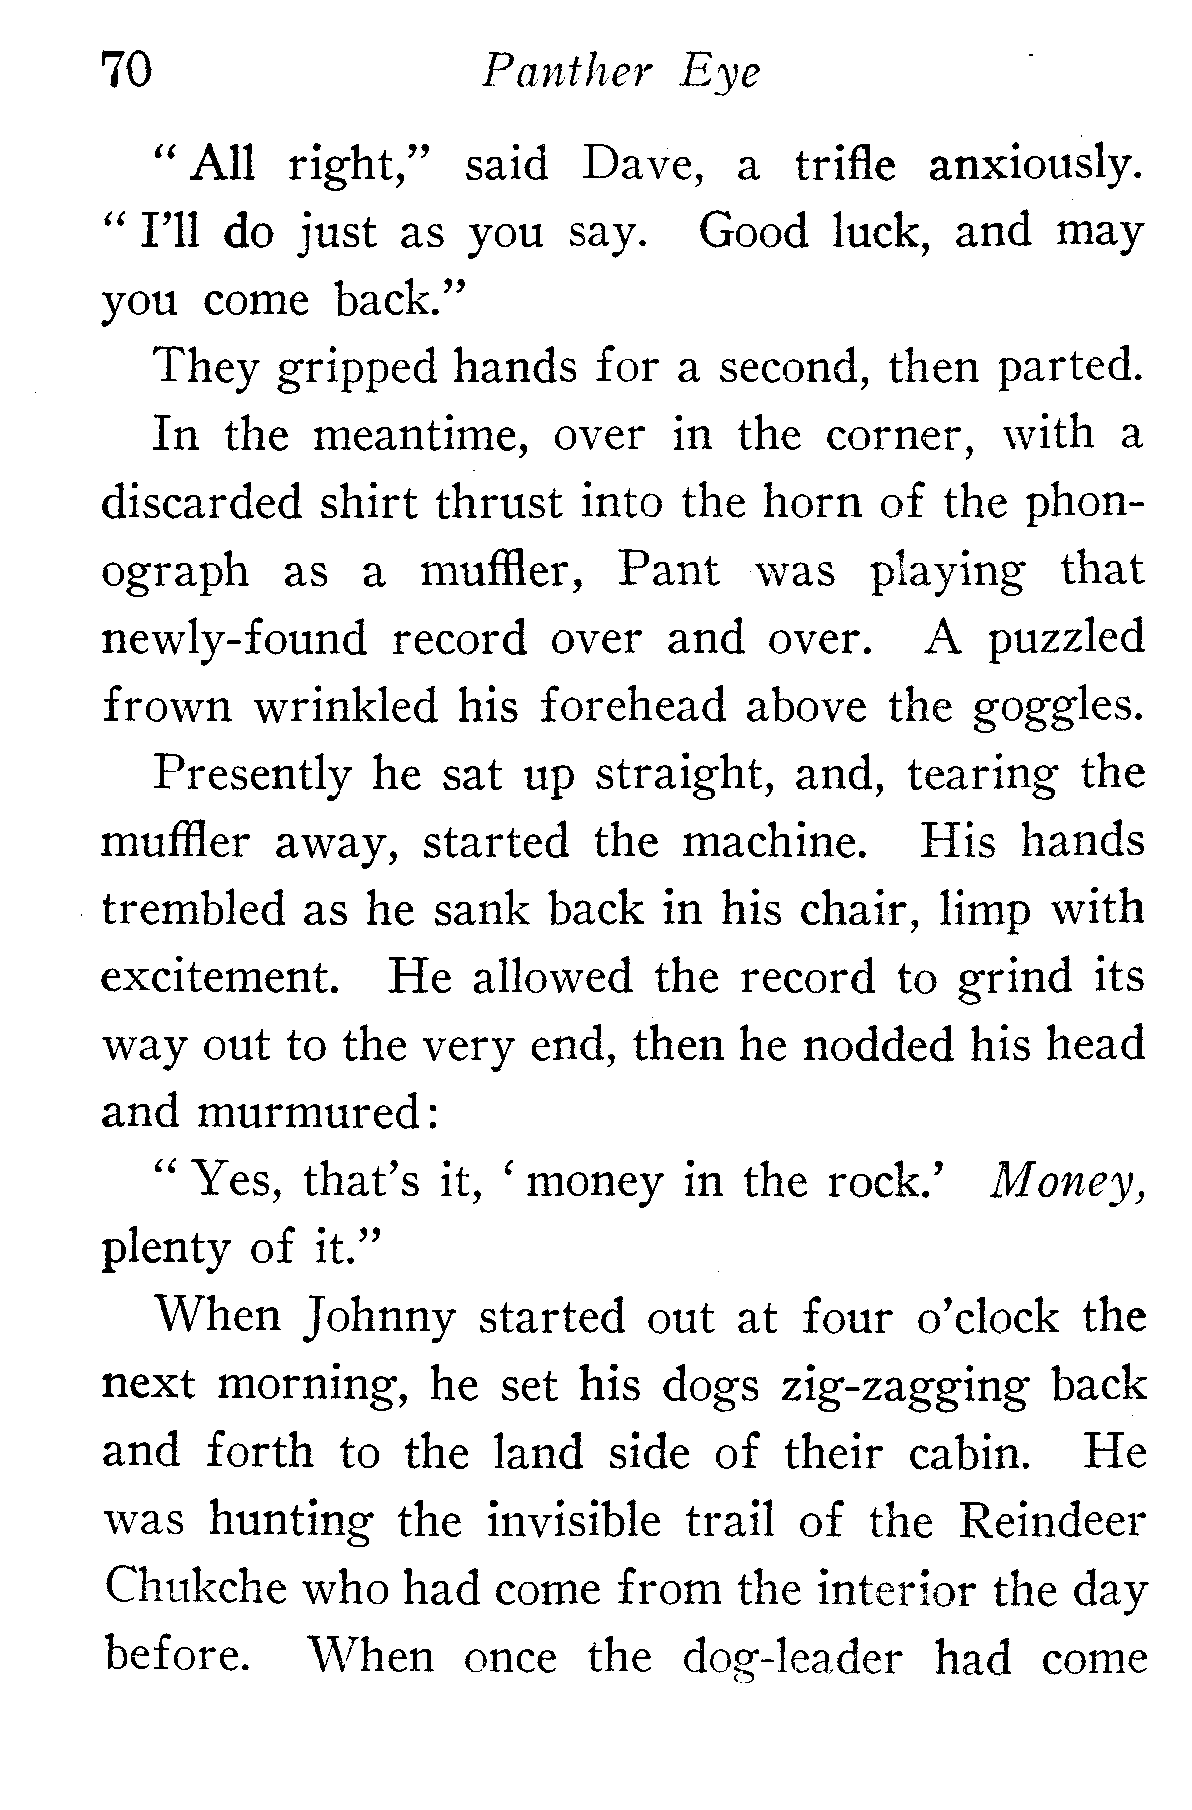 70 Panther Eye
“ All right,” said Dave, a trifle anxiously.
“ I’ll do just as you say. Good luck, and may
you come back.”
They gripped hands for a second, then parted.
In the meantime, over in the corner, with a
discarded shirt thrust into the horn of the phon-
ograph as a muffler, Pant was playing that
newly-found record over and over. A puzzled
frown wrinkled his forehead above the goggles.
Presently he sat up straight, and, tearing the
muffler away, started the machine. His hands
trembled as he sank back in his chair, limp with
excitement. He allowed the record to grind its
way out to the very end, then he nodded his head
and murmured:
“ Yes, that’s it, ‘ money in the rock.’ Money,
plenty of it.”
When Johnny started out at four o’clock the
next morning, he set his dogs zig-zagging back
and forth to the land side of their cabin. He
was hunting the invisible trail of the Reindeer
Chukche who had come from the interior the day
before. When once the dog-leader had come